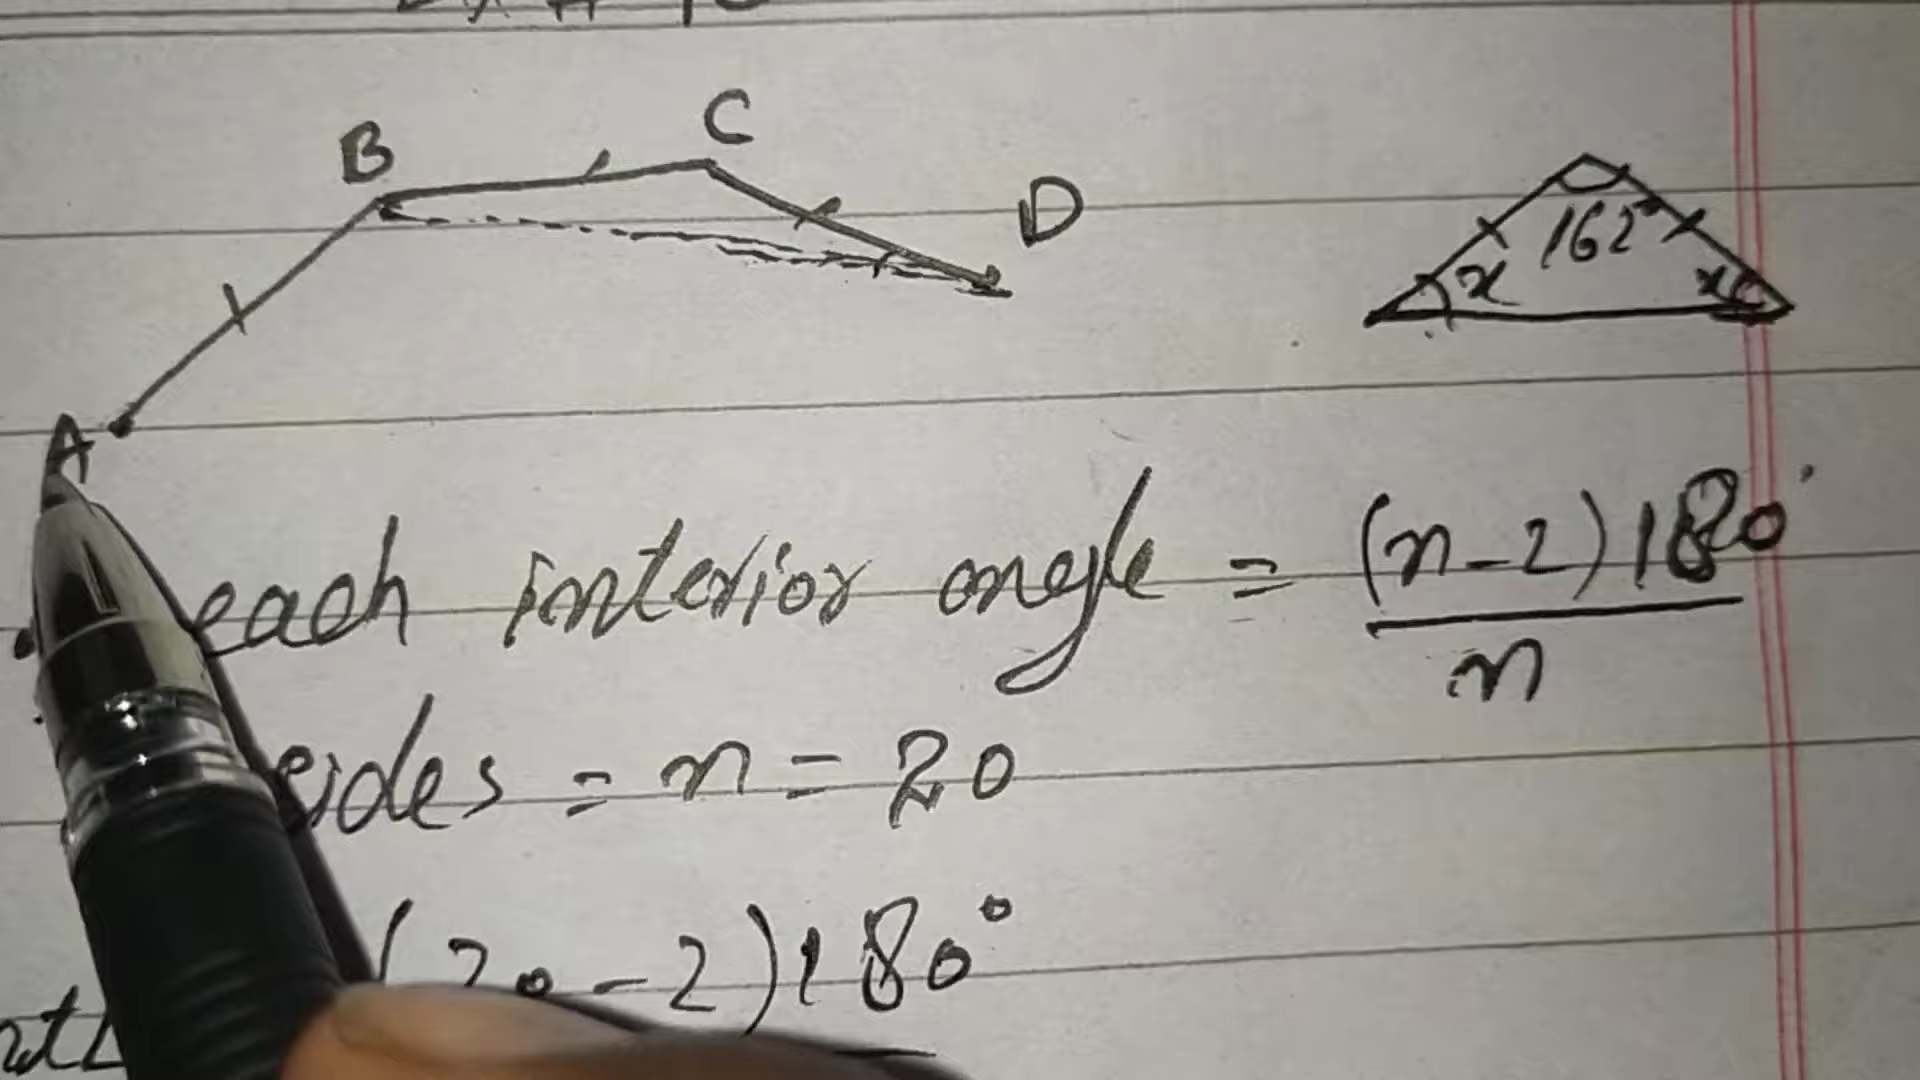 B
C
D
A
162°
x
x
each interior angle = (n-2)180°
n
sides = n = 20
(20-2)180°